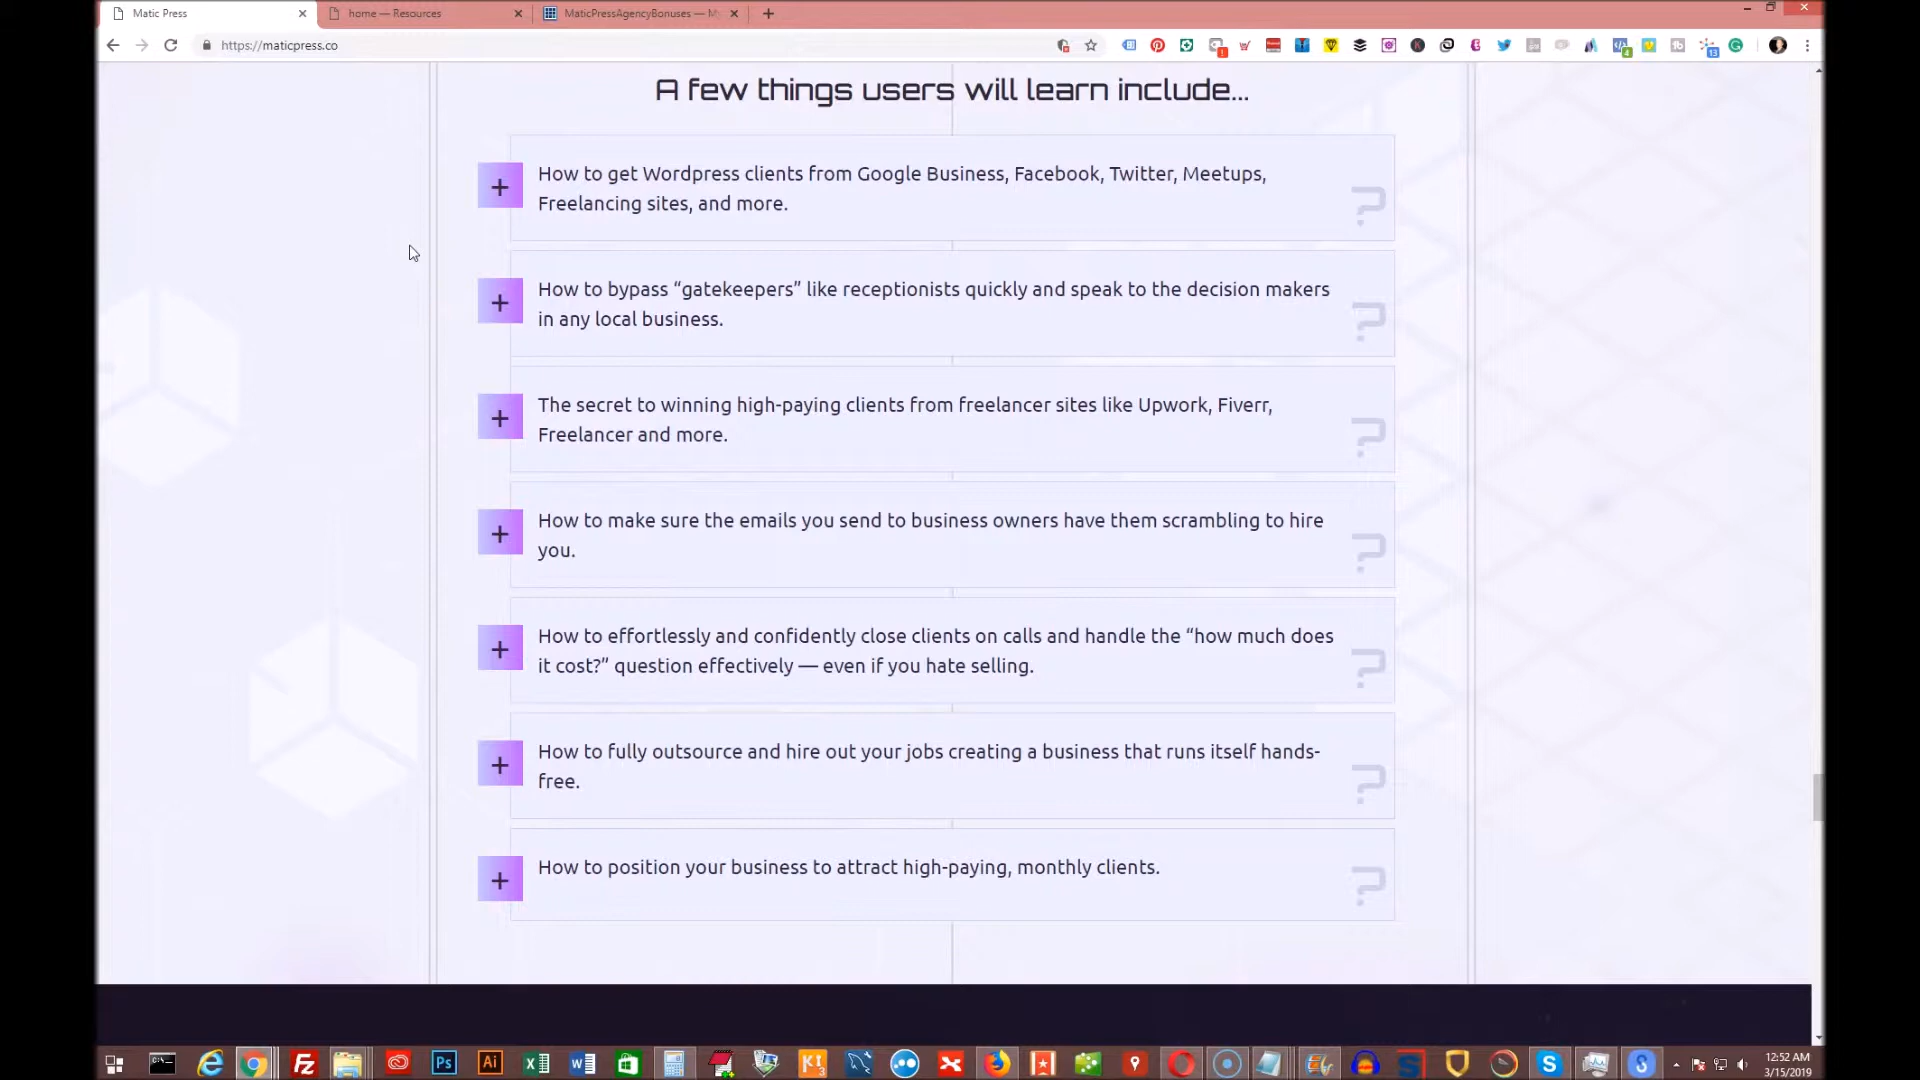 Matic Press
home — Resources
MaticPressAgencyBonuses —
https://maticpress.co
A few things users will learn include...
How to get Wordpress clients from Google Business, Facebook, Twitter, Meetups,
Freelancing sites, and more.
How to bypass “gatekeepers” like receptionists quickly and speak to the decision makers
in any local business.
The secret to winning high-paying clients from freelancer sites like Upwork, Fiverr,
Freelancer and more.
How to make sure the emails you send to business owners have them scrambling to hire
you.
How to effortlessly and confidently close clients on calls and handle the “how much does
it cost?” question effectively — even if you hate selling.
How to fully outsource and hire out your jobs creating a business that runs itself hands-
free.
How to position your business to attract high-paying, monthly clients.
12:52 AM
3/15/2019